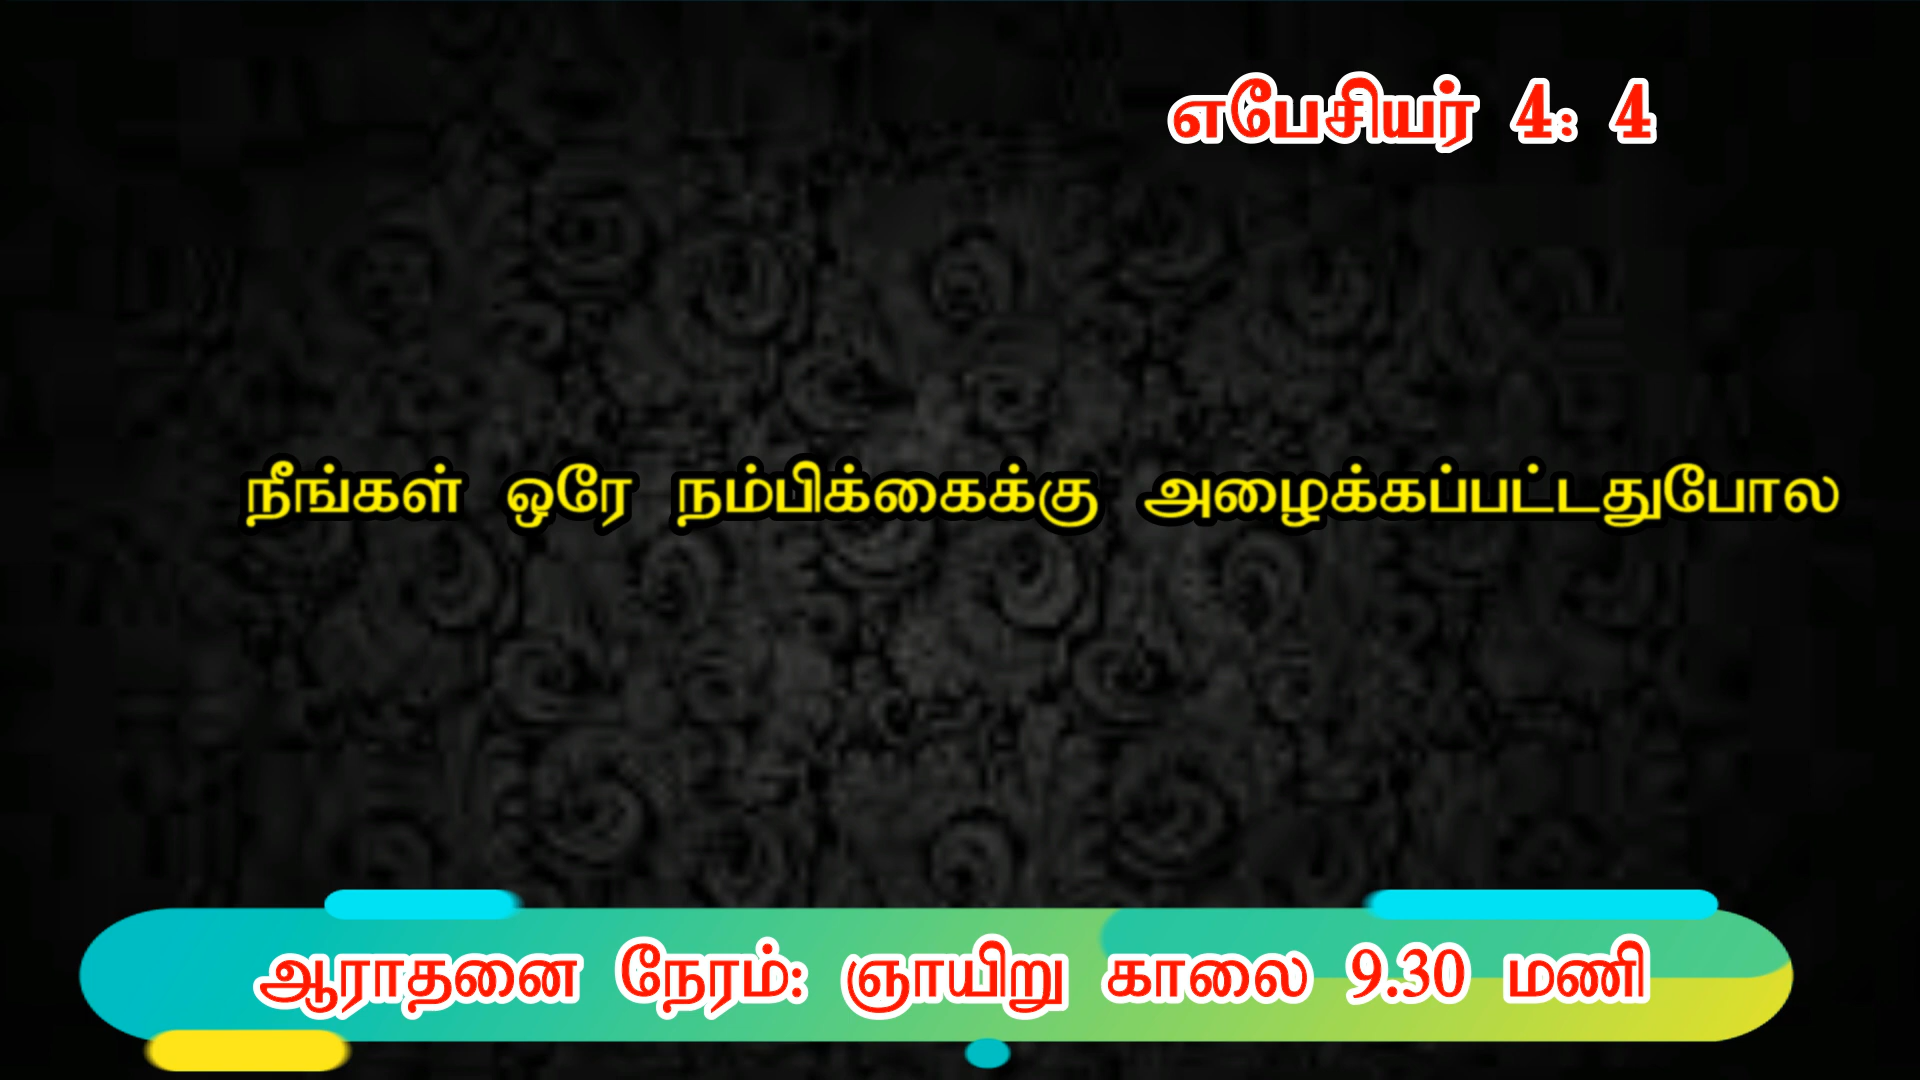 எபேசியர் 4: 4
நீங்கள் ஒரே நம்பிக்கைக்கு அழைக்கப்பட்டதுபோல
ஆராதனை நேரம்: ஞாயிறு காலை 9.30 மணி